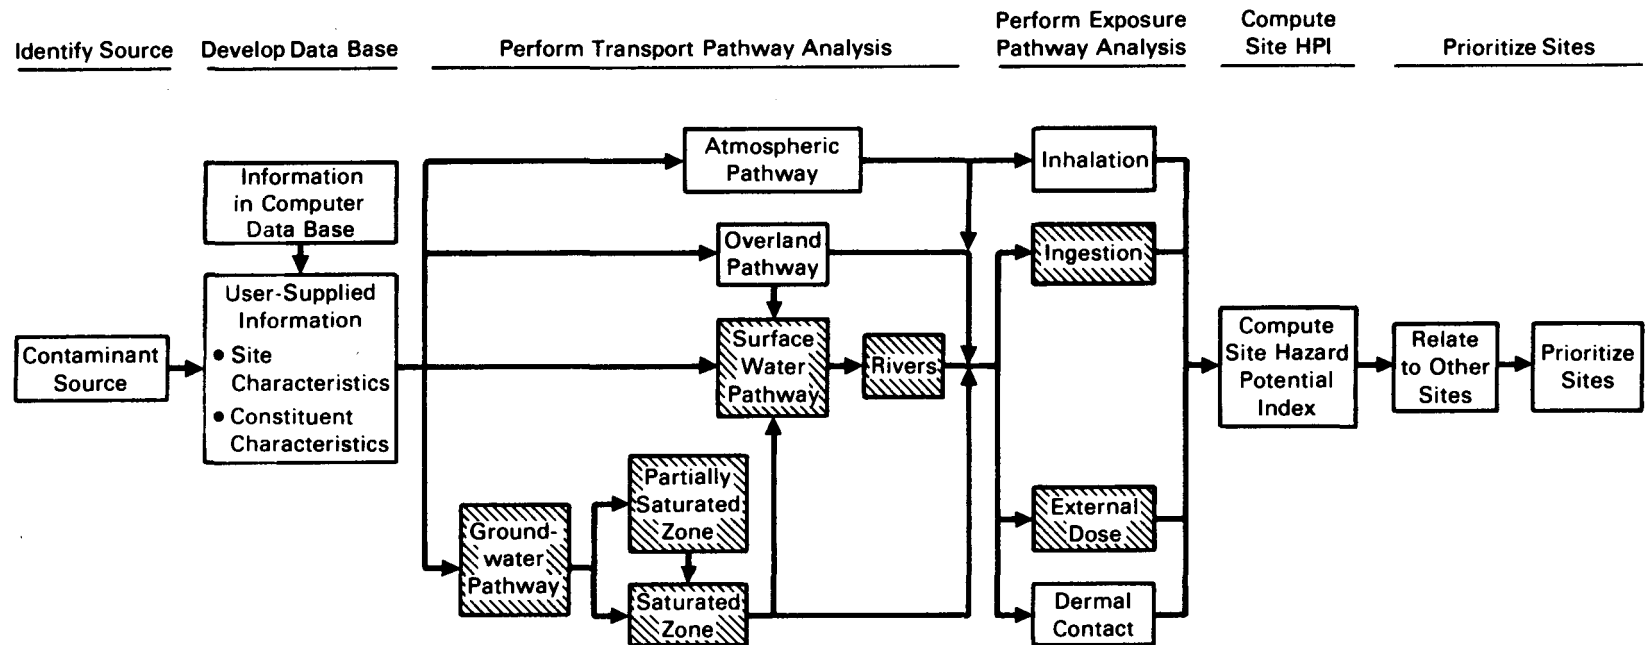 Identify Source
Develop Data Base
Perform Transport Pathway Analysis
Perform Exposure
Pathway Analysis
Compute
Site HPI
Prioritize Sites
Contaminant
Source
Information
in Computer
Data Base
User-Supplied
Information
● Site
Characteristics
● Constituent
Characteristics
Atmospheric
Pathway
Overland
Pathway
Surface
Water
Pathway
Rivers
Ground-
water
Pathway
Partially
Saturated
Zone
Saturated
Zone
Inhalation
Ingestion
External
Dose
Dermal
Contact
Compute
Site Hazard
Potential
Index
Relate
to Other
Sites
Prioritize
Sites